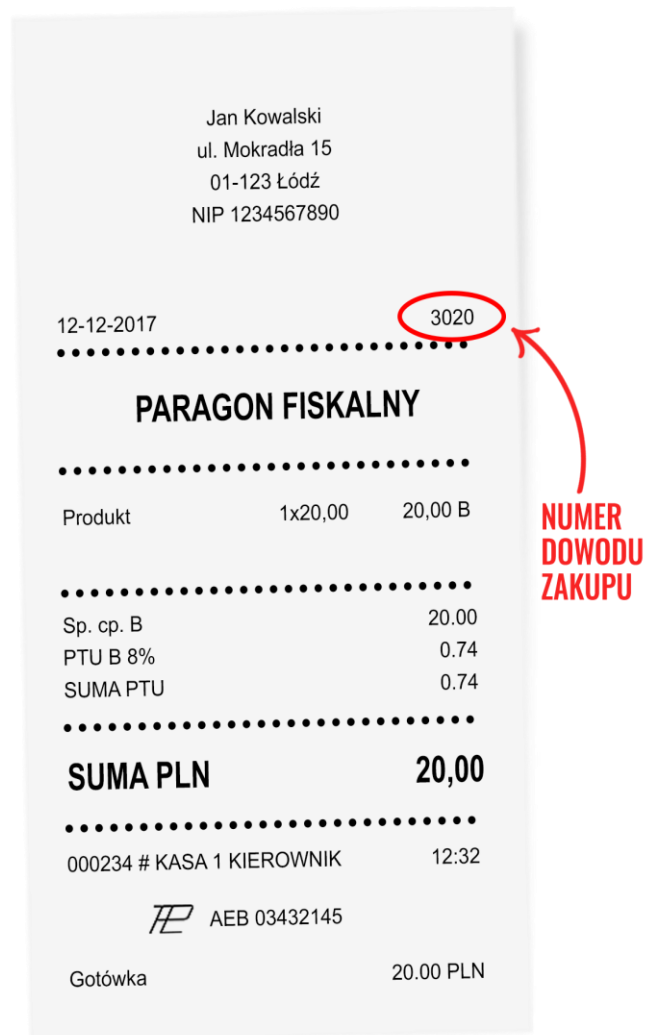 Jan Kowalski
ul. Mokradła 15
01-123 Łódź
NIP 1234567890
12-12-2017 3020
PARAGON FISKALNY
Produkt 1x20,00 20,00 B
NUMER
DOWODU
ZAKUPU
Sp. cp. B 20.00
PTU B 8% 0.74
SUMA PTU 0.74
SUMA PLN 20,00
000234 # KASA 1 KIEROWNIK 12:32
AEB 03432145
Gotówka 20.00 PLN